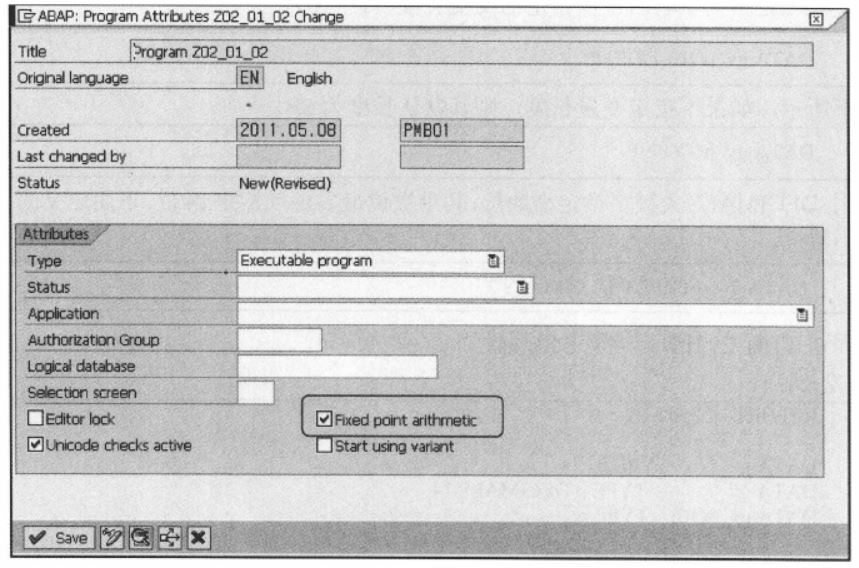 ABAP: Program Attributes Z02_01_02 Change
Title Program Z02_01_02
Original language EN English
Created 2011.05.08 PMB01
Last changed by
Status New(Revised)
Attributes
Type Executable program
Status
Application
Authorization Group
Logical database
Selection screen
Editor lock Fixed point arithmetic
Unicode checks active Start using variant
Save